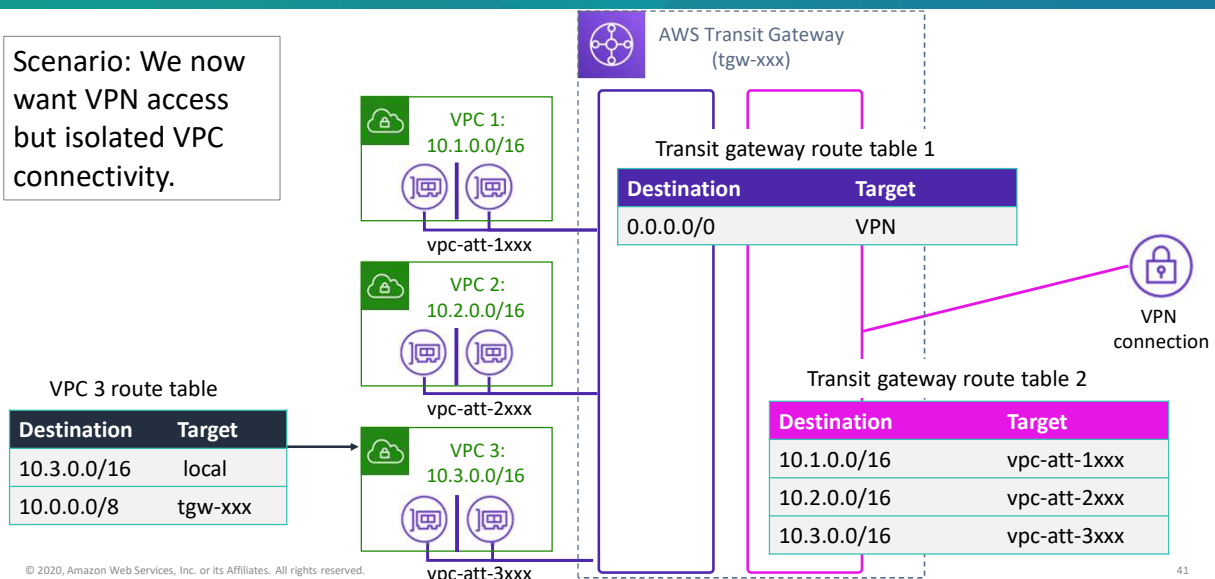 Scenario: We now
want VPN access
but isolated VPC
connectivity.
AWS Transit Gateway
(tgw-xxx)
VPC 1:
10.1.0.0/16
vpc-att-1xxx
VPC 2:
10.2.0.0/16
vpc-att-2xxx
VPC 3:
10.3.0.0/16
vpc-att-3xxx
Transit gateway route table 1
Destination Target
0.0.0.0/0 VPN
VPN
connection
Transit gateway route table 2
Destination Target
10.1.0.0/16 vpc-att-1xxx
10.2.0.0/16 vpc-att-2xxx
10.3.0.0/16 vpc-att-3xxx
VPC 3 route table
Destination Target
10.3.0.0/16 local
10.0.0.0/8 tgw-xxx
© 2020, Amazon Web Services, Inc. or its Affiliates. All rights reserved.
41